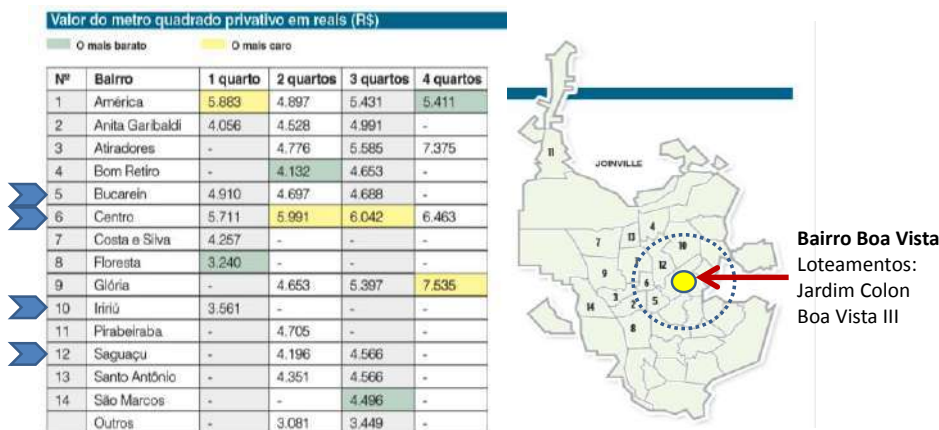 Valor do metro quadrado privativo em reais (R$)
O mais barato O mais caro
Nº Bairro 1 quarto 2 quartos 3 quartos 4 quartos
1 América 5.883 4.897 5.431 5.411
2 Anita Garibaldi 4.056 4.528 4.991 -
3 Atiradores - 4.776 5.585 7.375
4 Bom Retiro - 4.132 4.653 -
5 Bucarein 4.910 4.697 4.688 -
6 Centro 5.711 5.991 6.042 6.463
7 Costa e Silva 4.257 - - -
8 Floresta 3.240 - - -
9 Glória - 4.653 5.397 7.535
10 Iririú 3.561 - - -
11 Pirabeiraba - 4.705 - -
12 Saguaçu - 4.196 4.566 -
13 Santo Antônio - 4.351 4.566 -
14 São Marcos - - 4.496 -
Outros - 3.081 3.449 -
11
JOINVILLE
4
7 13 10
12
9 6
14 3 2 5
8
Bairro Boa Vista
Loteamentos:
Jardim Colon
Boa Vista III